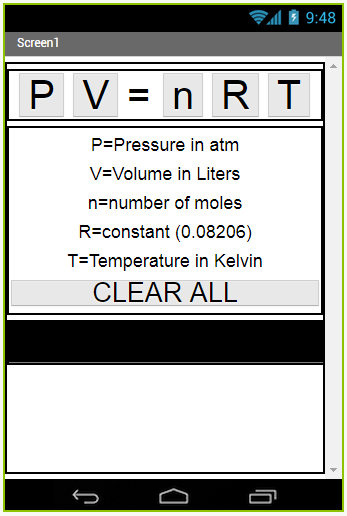 9:48
Screen1
P V = n R T
P=Pressure in atm
V=Volume in Liters
n=number of moles
R=constant (0.08206)
T=Temperature in Kelvin
CLEAR ALL